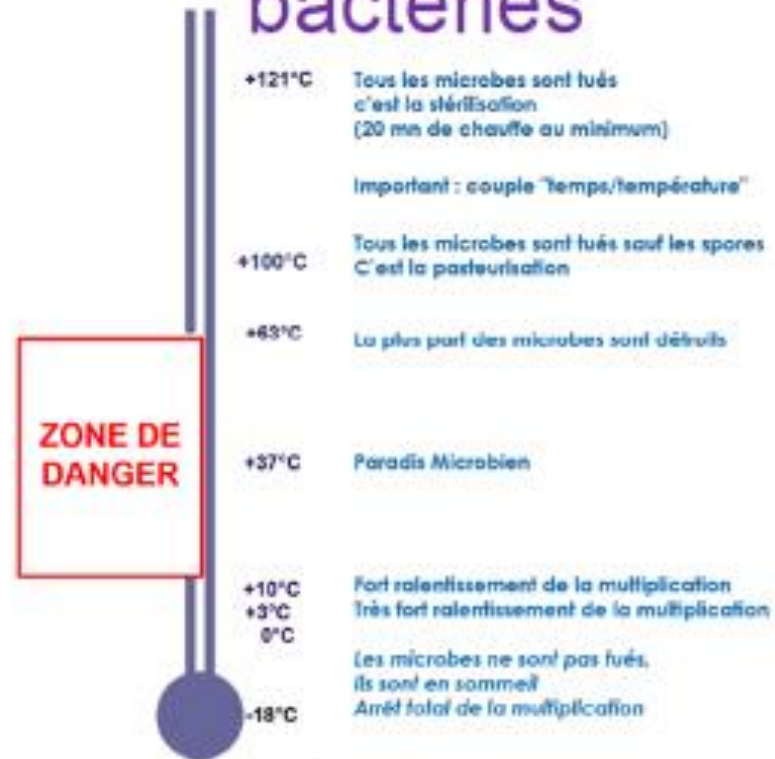 bactéries
+121°C Tous les microbes sont tués
c'est la stérilisation
(20 mn de chauffe au minimum)
Important : couple "temps/température"
Tous les microbes sont tués sauf les spores
+100°C C'est la pasteurisation
+63°C La plus part des microbes sont détruits
ZONE DE
DANGER
+37°C Paradis Microbien
+10°C Fort ralentissement de la multiplication
+3°C Très fort ralentissement de la multiplication
0°C
Les microbes ne sont pas tués,
ils sont en sommeil
-18°C Arrêt total de la multiplication